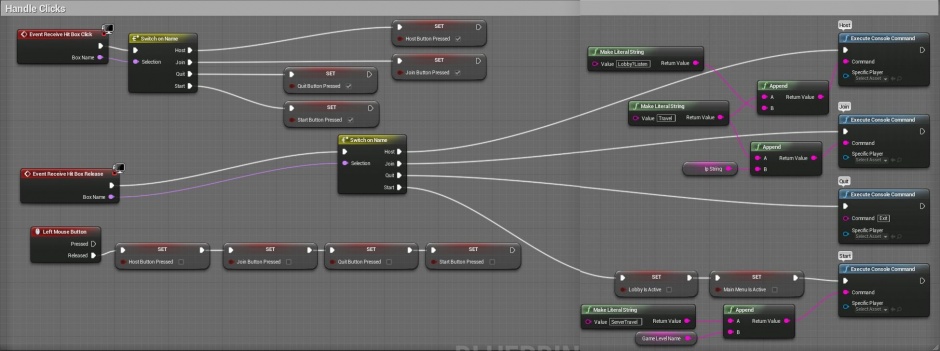 Handle Clicks
Event Receive Hit Box Click
Box Name
Switch on Name
Selection
Host
Join
Quit
Start
SET
Host Button Pressed
SET
Join Button Pressed
SET
Quit Button Pressed
SET
Start Button Pressed
Event Receive Hit Box Release
Box Name
Switch on Name
Selection
Host
Join
Quit
Start
Left Mouse Button
Pressed
Released
SET
Host Button Pressed
SET
Join Button Pressed
SET
Quit Button Pressed
SET
Start Button Pressed
Make Literal String
Value Lobby?Listen Return Value
Make Literal String
Value Travel Return Value
Append
A Return Value
B
Ip String
Append
A Return Value
B
Host
Execute Console Command
Command
Specific Player
Select Asset
Join
Execute Console Command
Command
Specific Player
Select Asset
Quit
Execute Console Command
Command Exit
Specific Player
Select Asset
Start
Execute Console Command
Command
Specific Player
Select Asset
SET
Lobby Is Active
SET
Main Menu Is Active
Make Literal String
Value ServerTravel Return Value
Game Level Name
Append
A Return Value
B